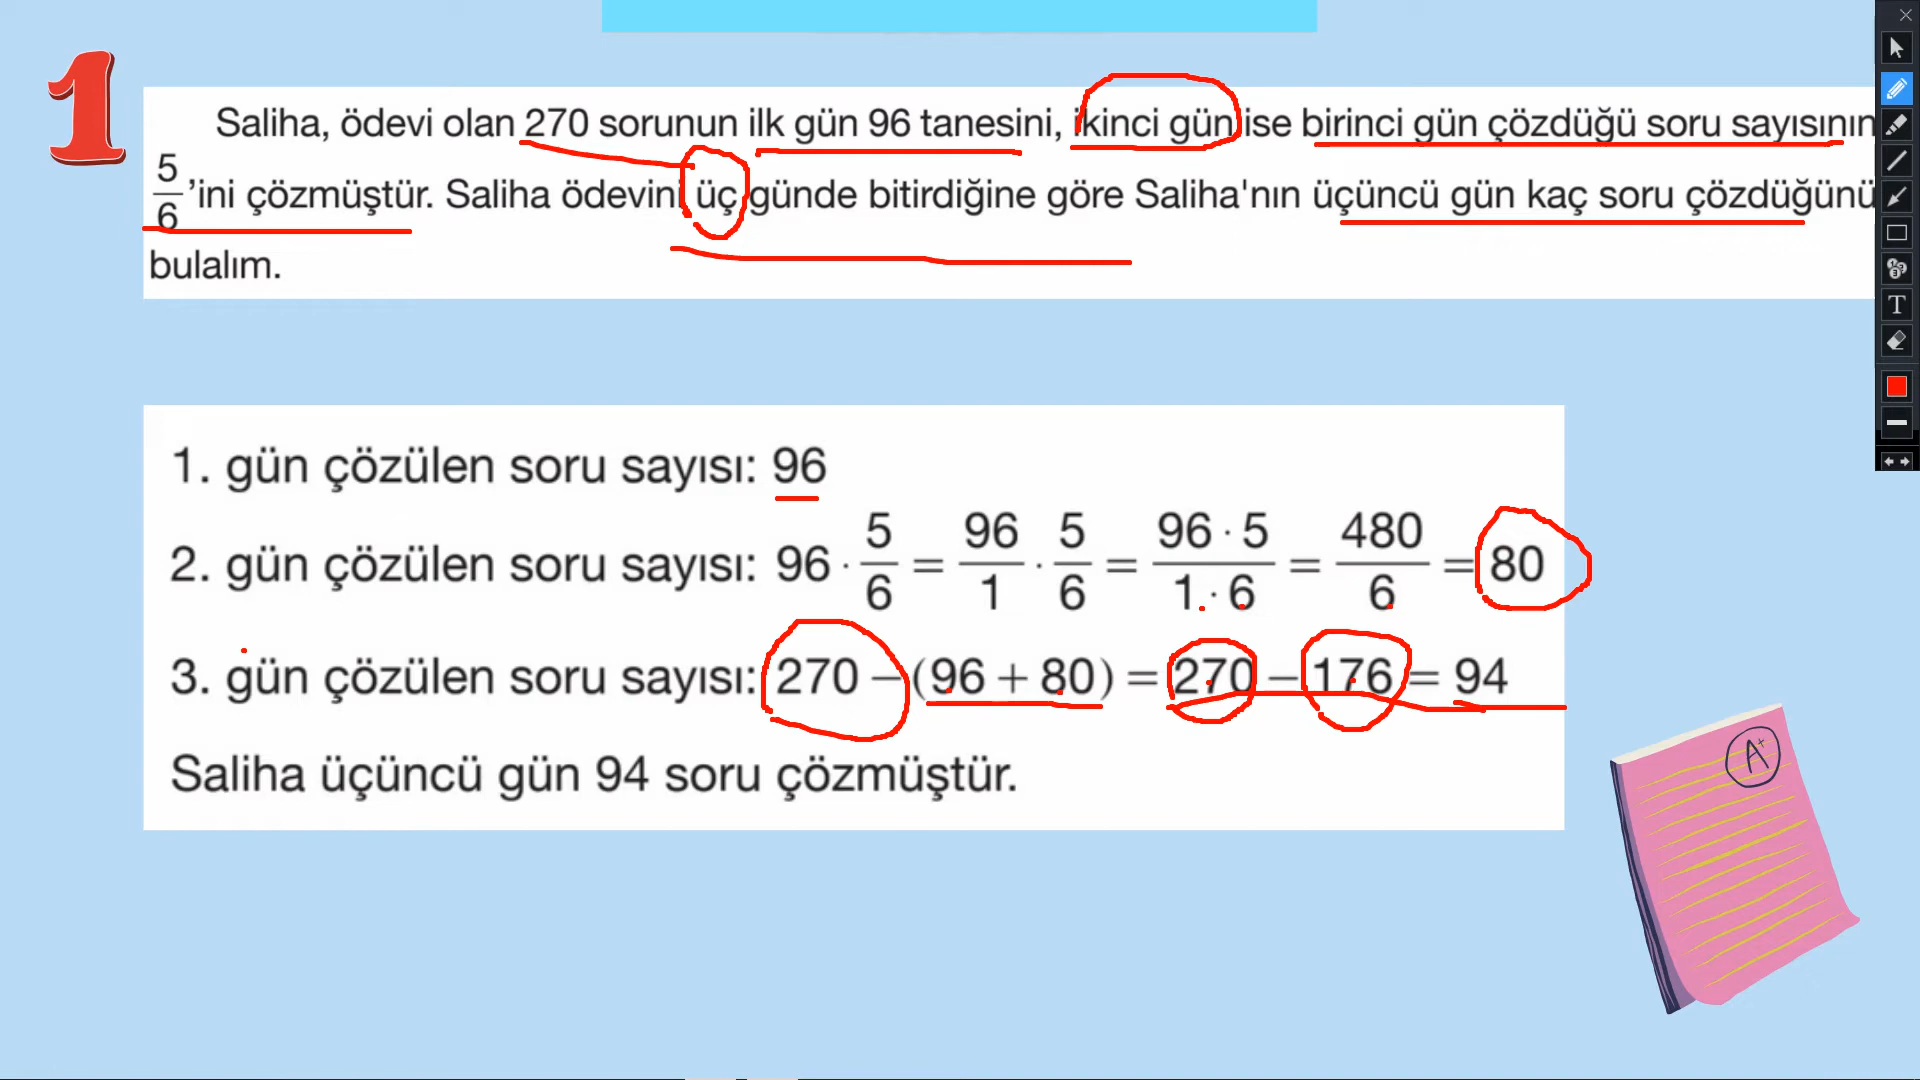 1
Saliha, ödevi olan 270 sorunun ilk gün 96 tanesini, ikinci gün ise birinci gün çözdüğü soru sayısının
5/6 'ini çözmüştür. Saliha ödevini üç günde bitirdiğine göre Saliha'nın üçüncü gün kaç soru çözdüğünü
bulalım.
1. gün çözülen soru sayısı: 96
2. gün çözülen soru sayısı: 96 · 5/6 = 96/1 · 5/6 = 96 · 5/1 · 6 = 480/6 = 80
3. gün çözülen soru sayısı: 270 − (96 + 80) = 270 − 176 = 94
Saliha üçüncü gün 94 soru çözmüştür.
A+
T